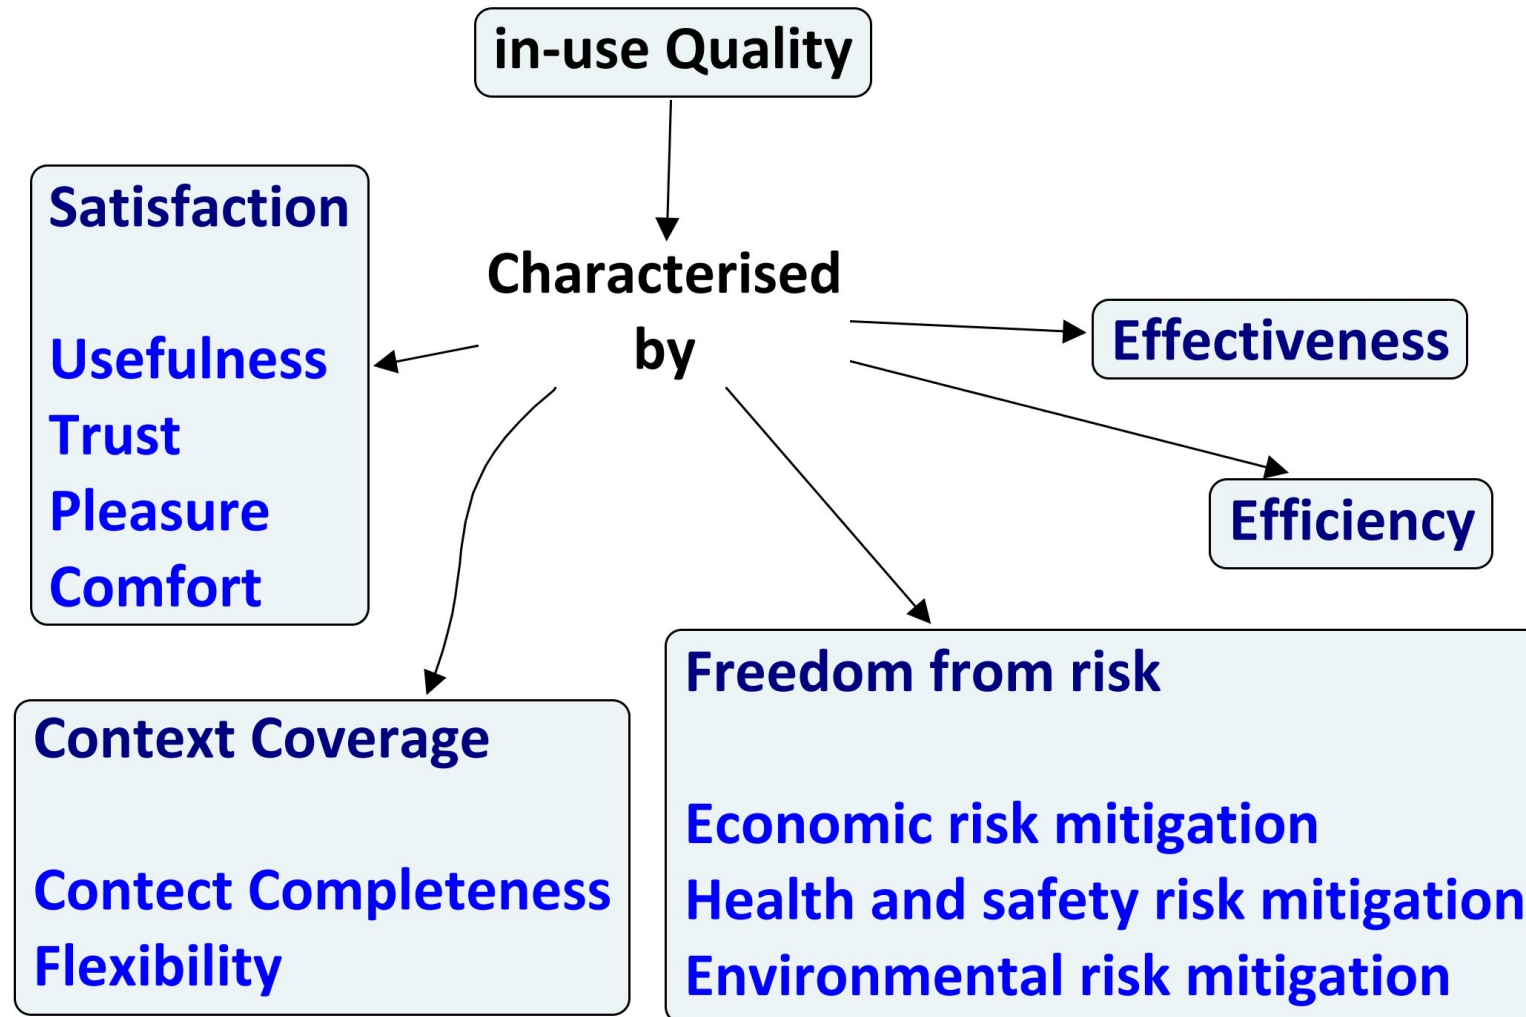 in-use Quality
Satisfaction
Usefulness
Trust
Pleasure
Comfort
Characterised
by
Effectiveness
Efficiency
Context Coverage
Contect Completeness
Flexibility
Freedom from risk
Economic risk mitigation
Health and safety risk mitigation
Environmental risk mitigation